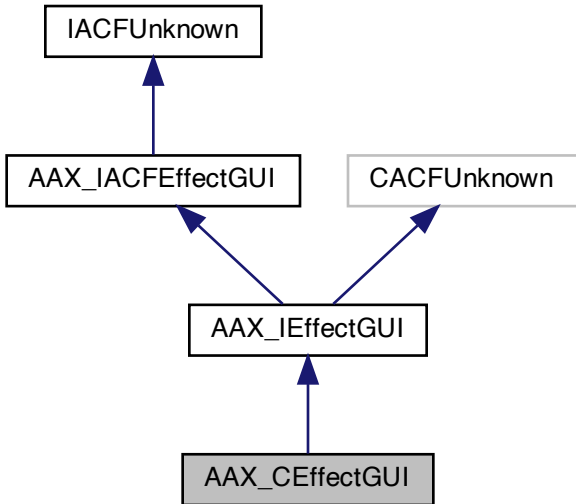 IACFUnknown
AAX_IACFEffectGUI
CACFUnknown
AAX_IEffectGUI
AAX_CEffectGUI